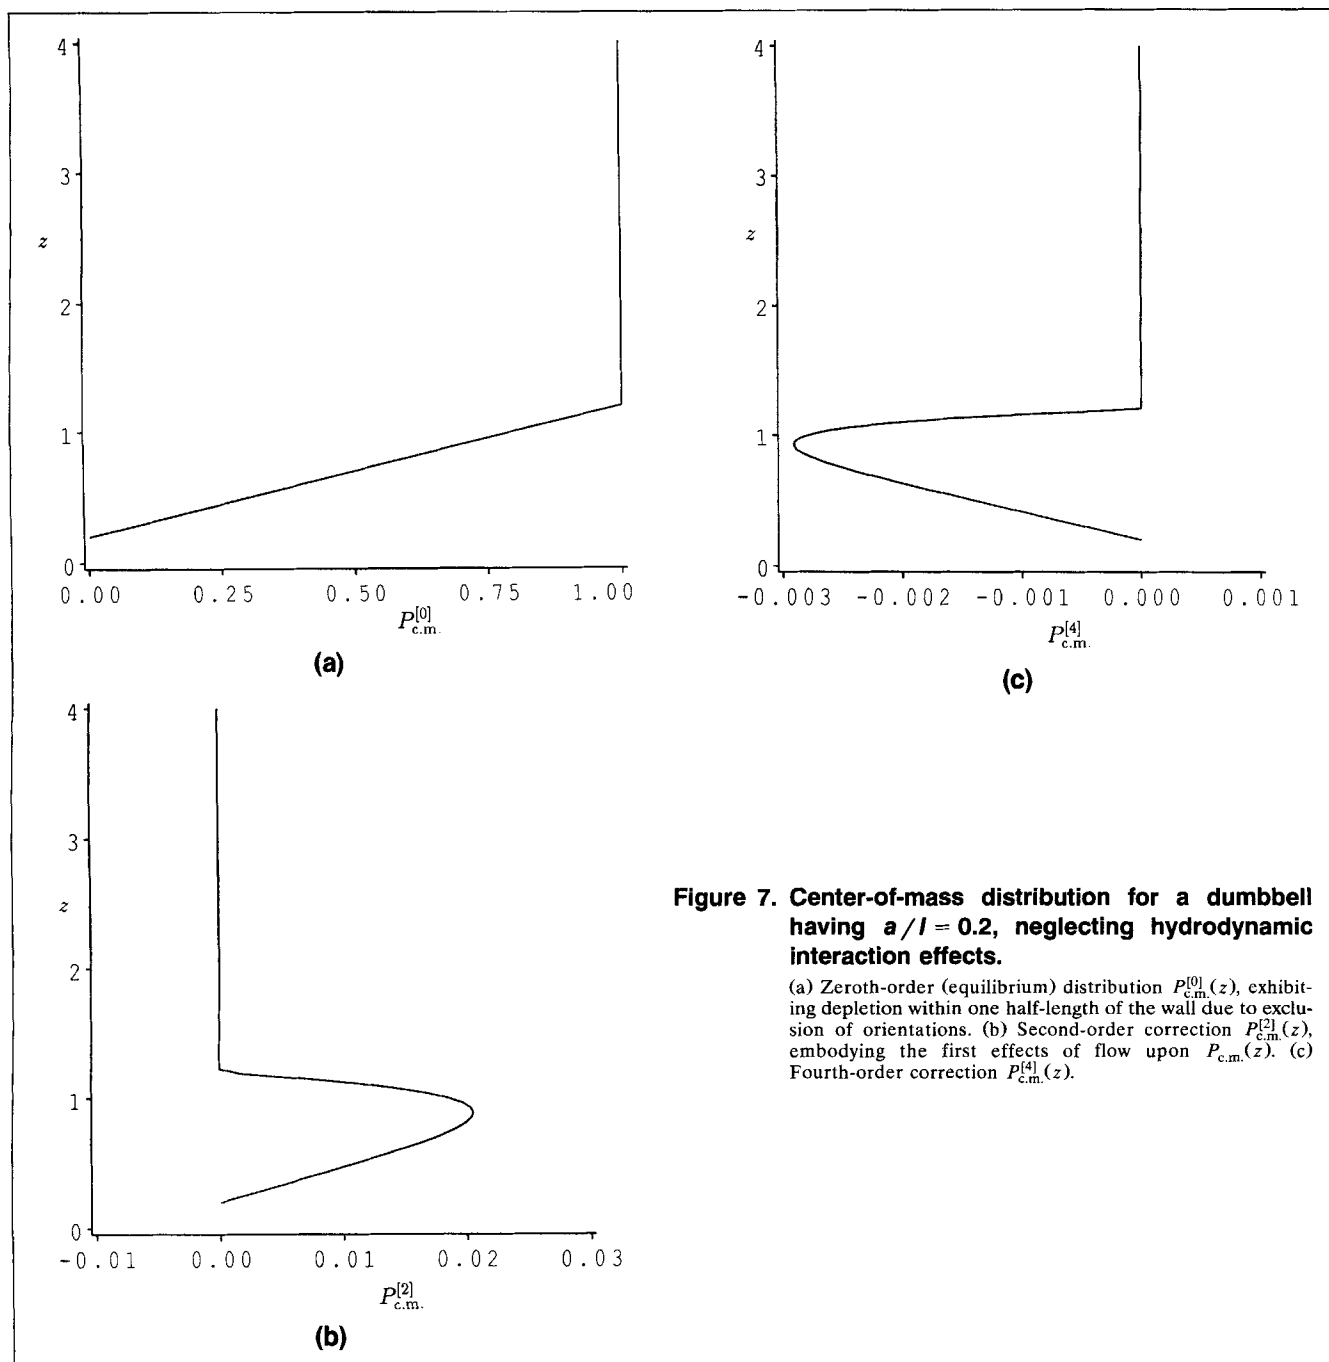 4
3
z
2
1
0
0.00 0.25 0.50 0.75 1.00
P[0]c.m.
(a)
4
3
z
2
1
0
-0.003 -0.002 -0.001 0.000 0.001
P[4]c.m.
(c)
4
3
z
2
1
0
-0.01 0.00 0.01 0.02 0.03
P[2]c.m.
(b)
Figure 7. Center-of-mass distribution for a dumbbell
having a/l = 0.2, neglecting hydrodynamic
interaction effects.
(a) Zeroth-order (equilibrium) distribution P[0]c.m.(z), exhibit-
ing depletion within one half-length of the wall due to exclu-
sion of orientations. (b) Second-order correction P[2]c.m.(z),
embodying the first effects of flow upon Pc.m.(z). (c)
Fourth-order correction P[4]c.m.(z).